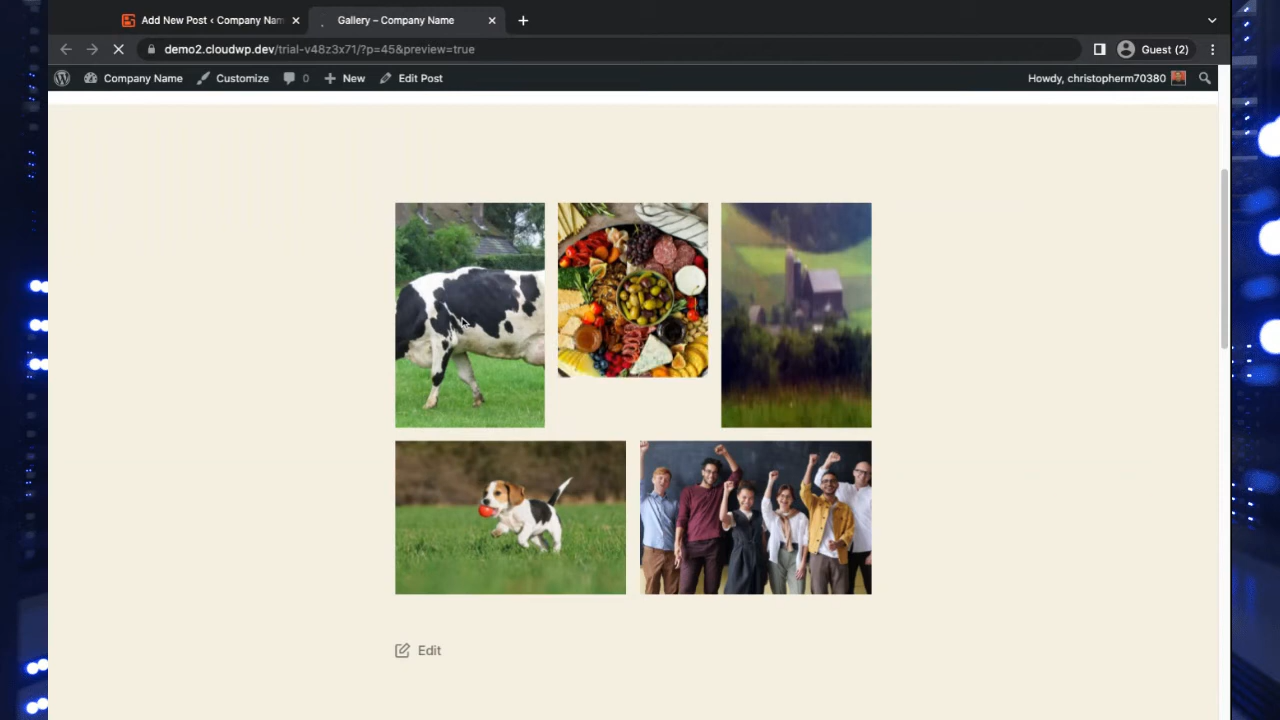 Add New Post ‹ Company Nam
Gallery – Company Name
demo2.cloudwp.dev/trial-v48z3x71/?p=45&preview=true
Guest (2)
Company Name
Customize
0
New
Edit Post
Howdy, christopherm70380
Edit